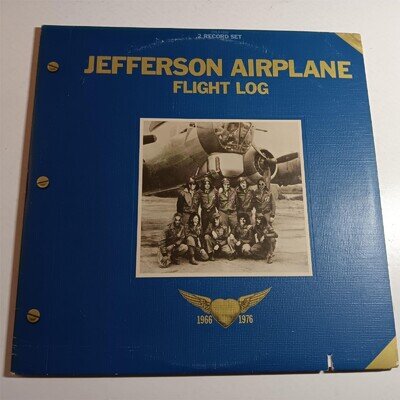 2 RECORD SET
JEFFERSON AIRPLANE
FLIGHT LOG
1966 1976